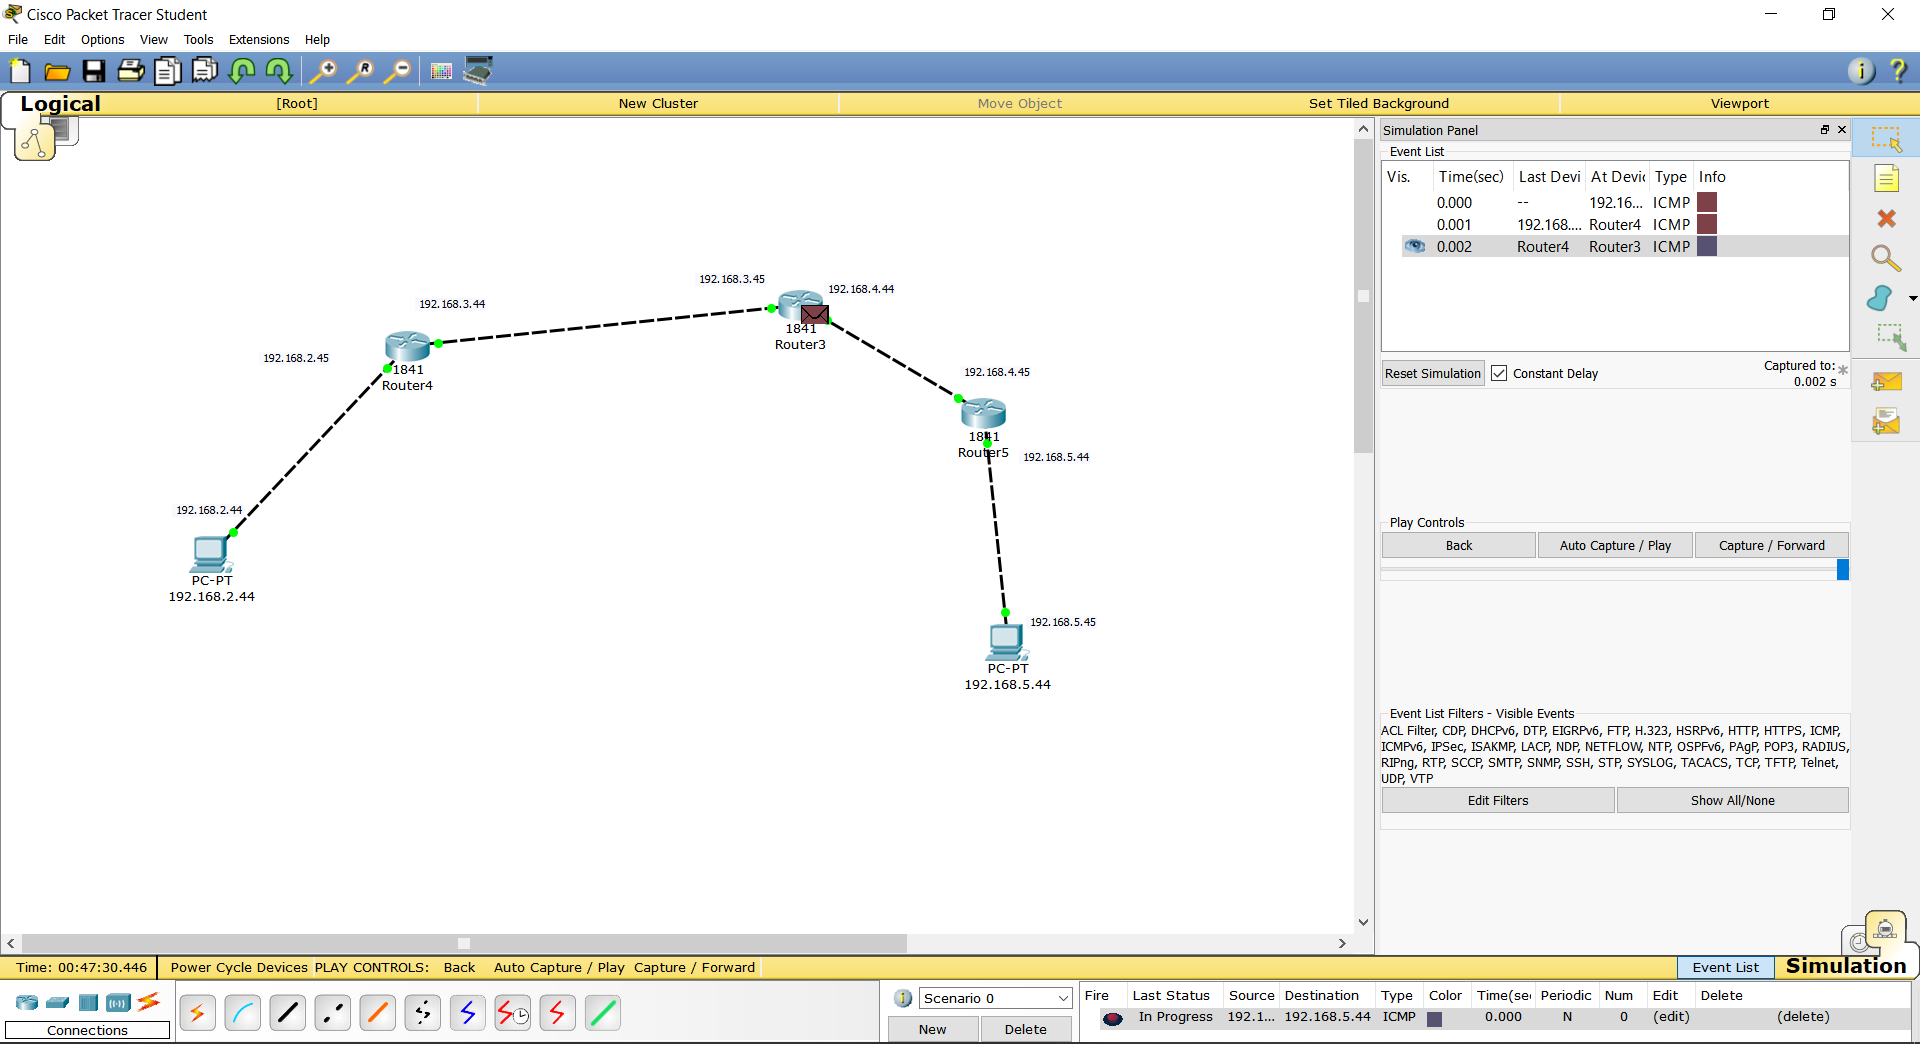 Cisco Packet Tracer Student
File Edit Options View Tools Extensions Help
Logical [Root] New Cluster Move Object Set Tiled Background Viewport
Simulation Panel
Event List
Vis. Time(sec) Last Devi At Devic Type Info
0.000 -- 192.16... ICMP
0.001 192.168.... Router4 ICMP
0.002 Router4 Router3 ICMP
Reset Simulation Constant Delay Captured to:
0.002 s
192.168.3.45
192.168.4.44
192.168.3.44
1841
Router3
192.168.2.45
1841
Router4
192.168.4.45
1841
Router5
192.168.5.44
192.168.2.44
PC-PT
192.168.2.44
192.168.5.45
PC-PT
192.168.5.44
Play Controls
Back Auto Capture / Play Capture / Forward
Event List Filters - Visible Events
ACL Filter, CDP, DHCPv6, DTP, EIGRPv6, FTP, H.323, HSRPv6, HTTP, HTTPS, ICMP,
ICMPv6, IPSec, ISAKMP, LACP, NDP, NETFLOW, NTP, OSPFv6, PAgP, POP3, RADIUS,
RIPng, RTP, SCCP, SMTP, SNMP, SSH, STP, SYSLOG, TACACS, TCP, TFTP, Telnet,
UDP, VTP
Edit Filters Show All/None
Time: 00:47:30.446 Power Cycle Devices PLAY CONTROLS: Back Auto Capture / Play Capture / Forward Event List Simulation
Connections
Scenario 0
New Delete
Fire Last Status Source Destination Type Color Time(sec Periodic Num Edit Delete
In Progress 192.1... 192.168.5.44 ICMP 0.000 N 0 (edit) (delete)